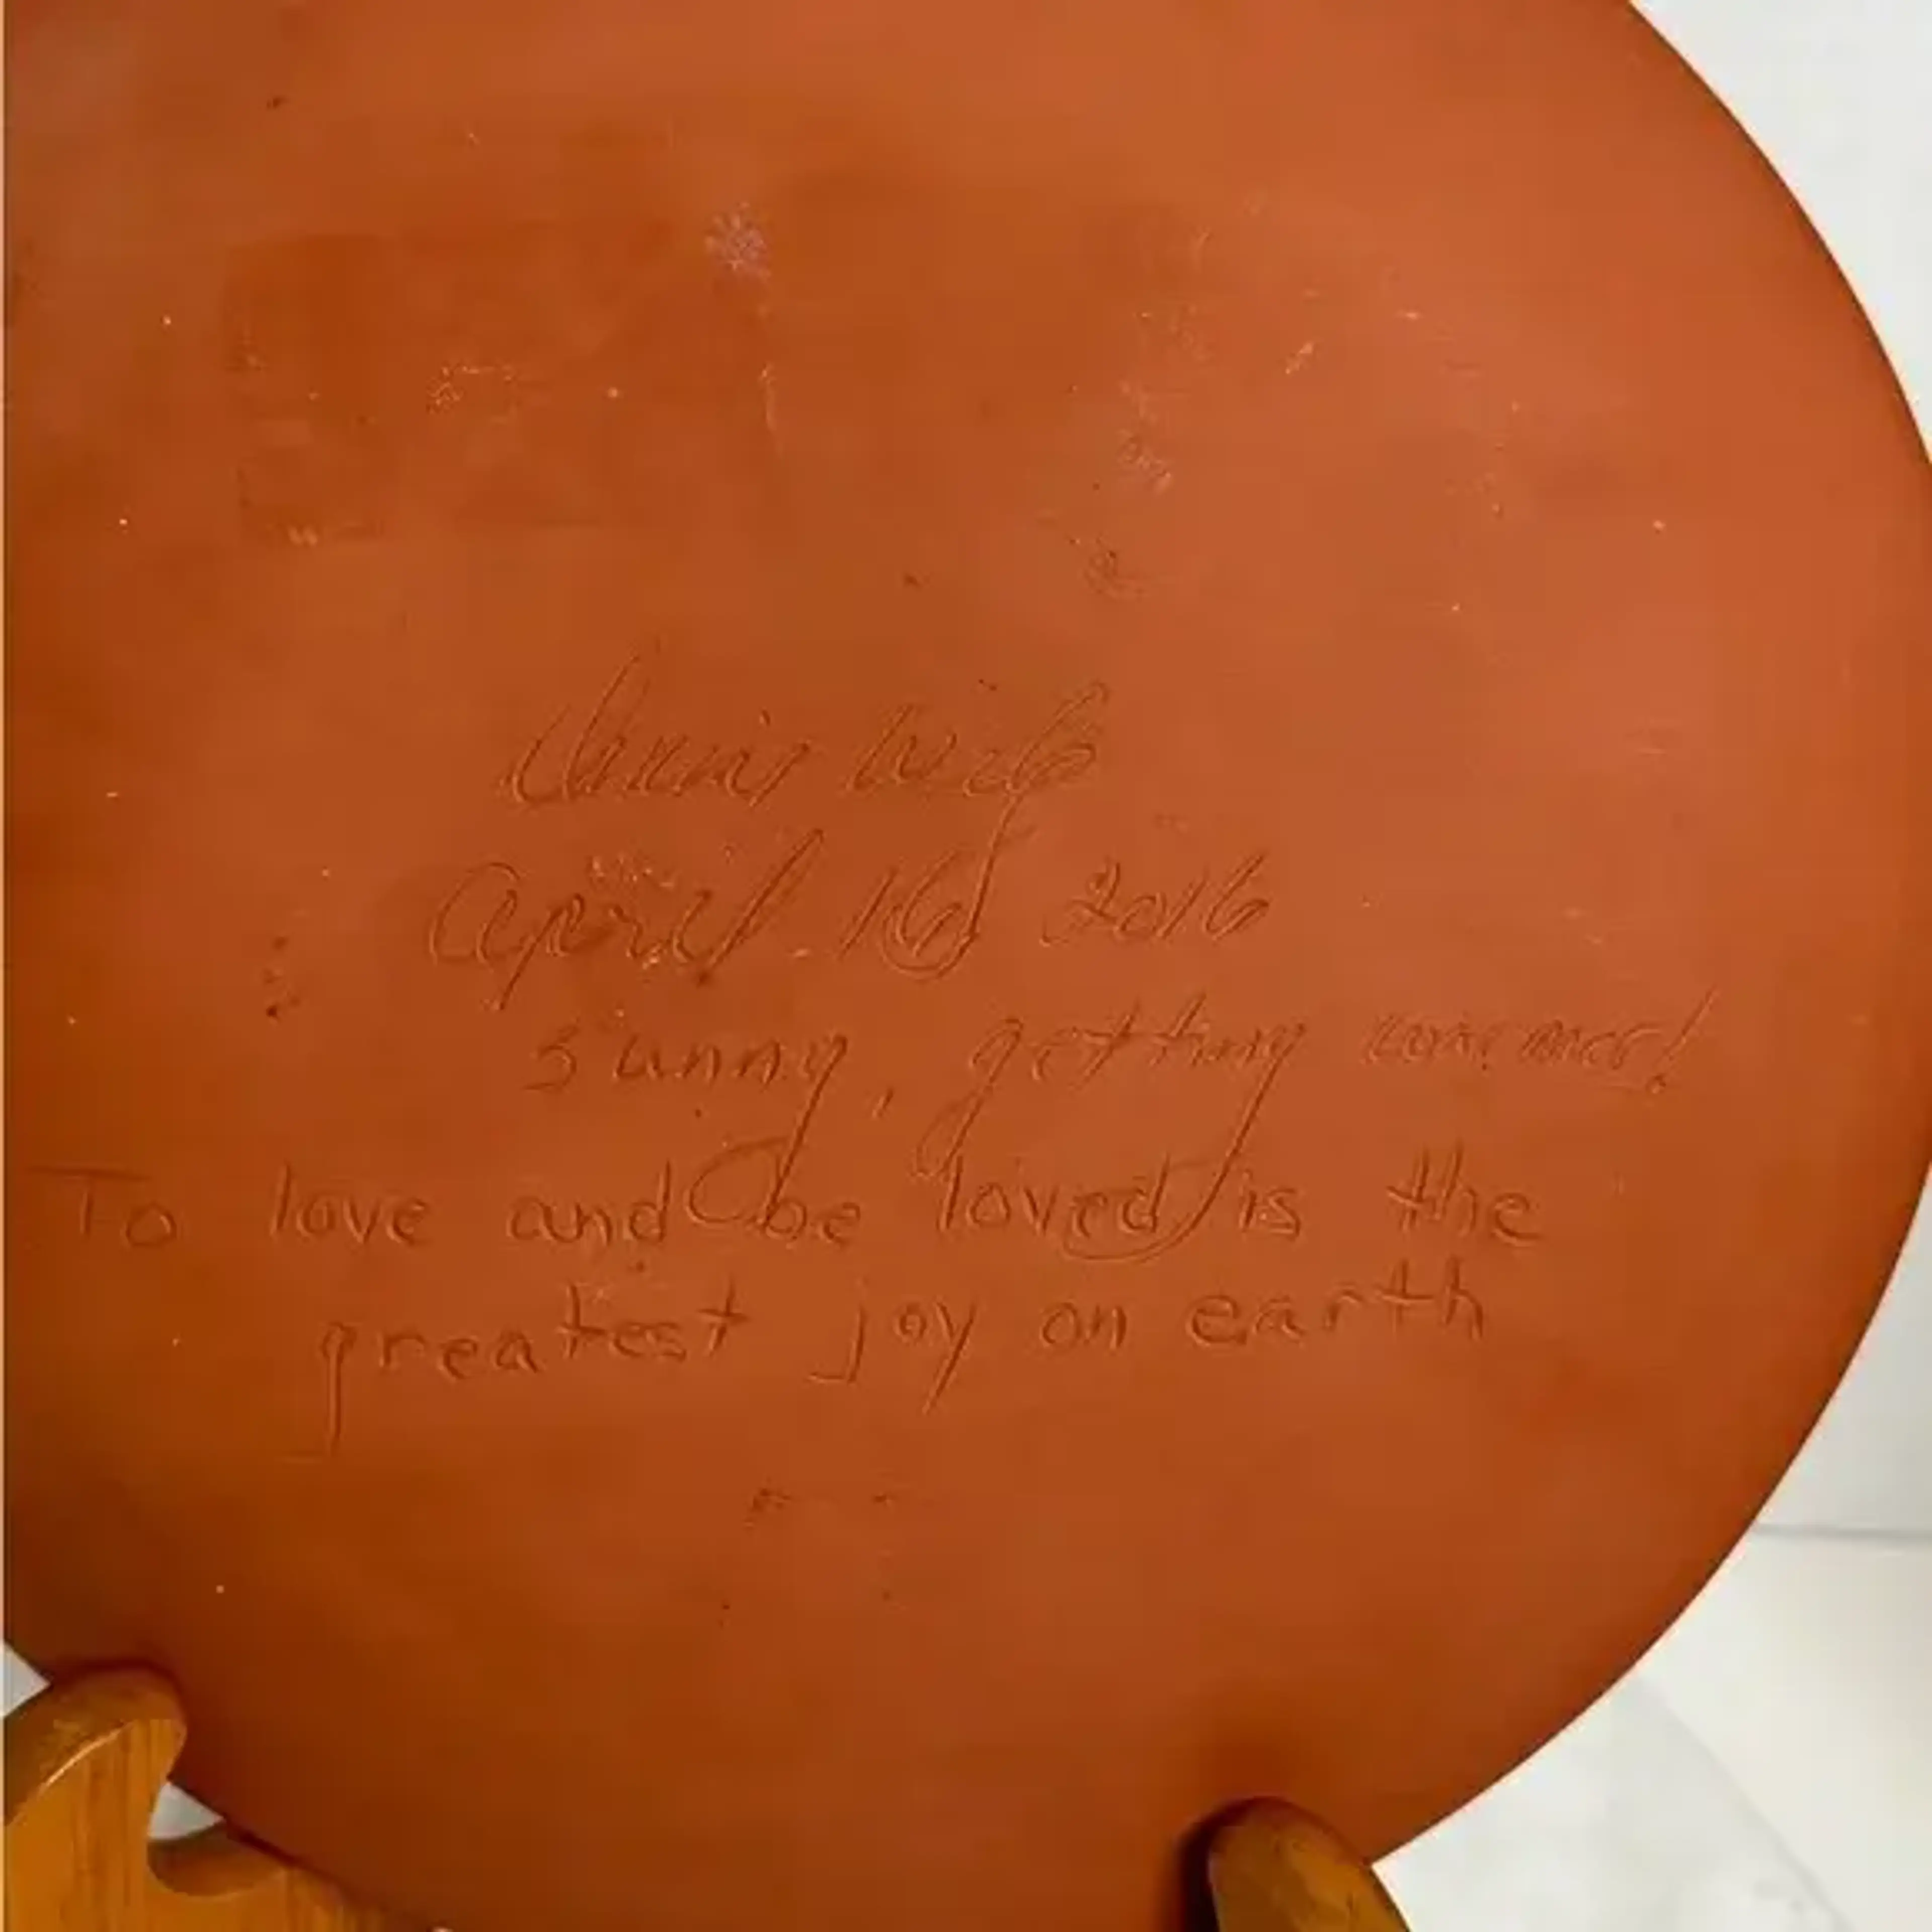 April 16 2016
sunny, getting warmer!
To love and be loved is the
greatest joy on earth